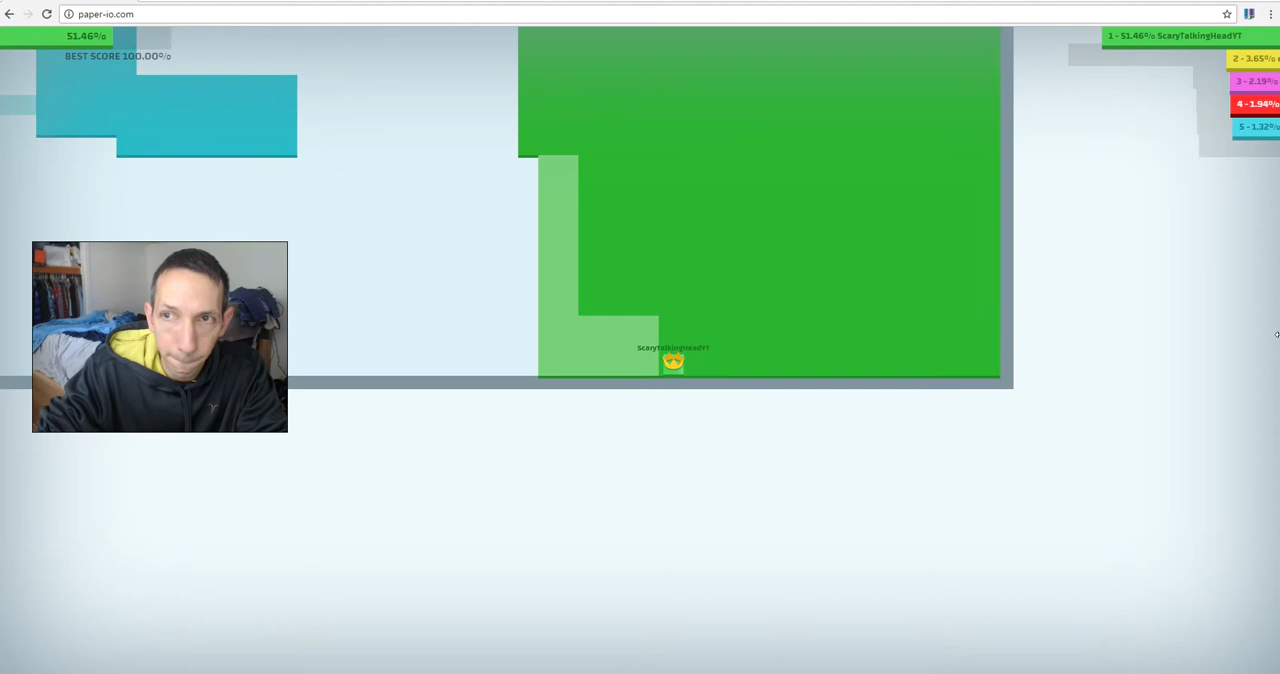 paper-io.com
51.46%
BEST SCORE 100.00%
1 - 51.46% ScaryTalkingHeadYT
2 - 3.65%
3 - 2.19%
4 - 1.94%
5 - 1.32%
ScaryTalkingHeadYT